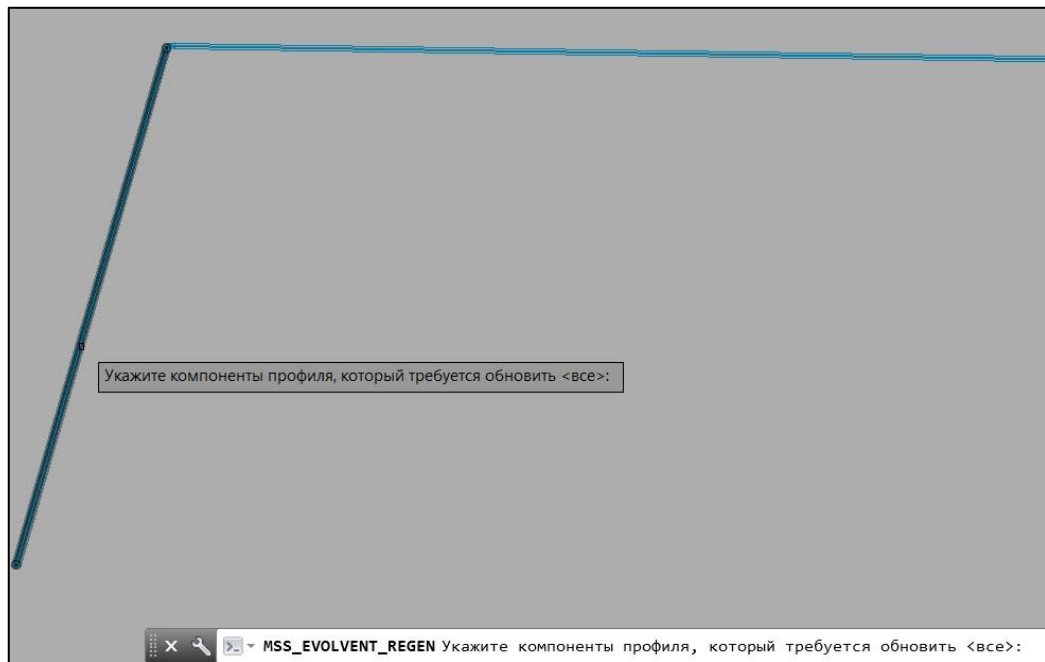 Укажите компоненты профиля, который требуется обновить <все>:
MSS_EVOLVENT_REGEN Укажите компоненты профиля, который требуется обновить <все>: